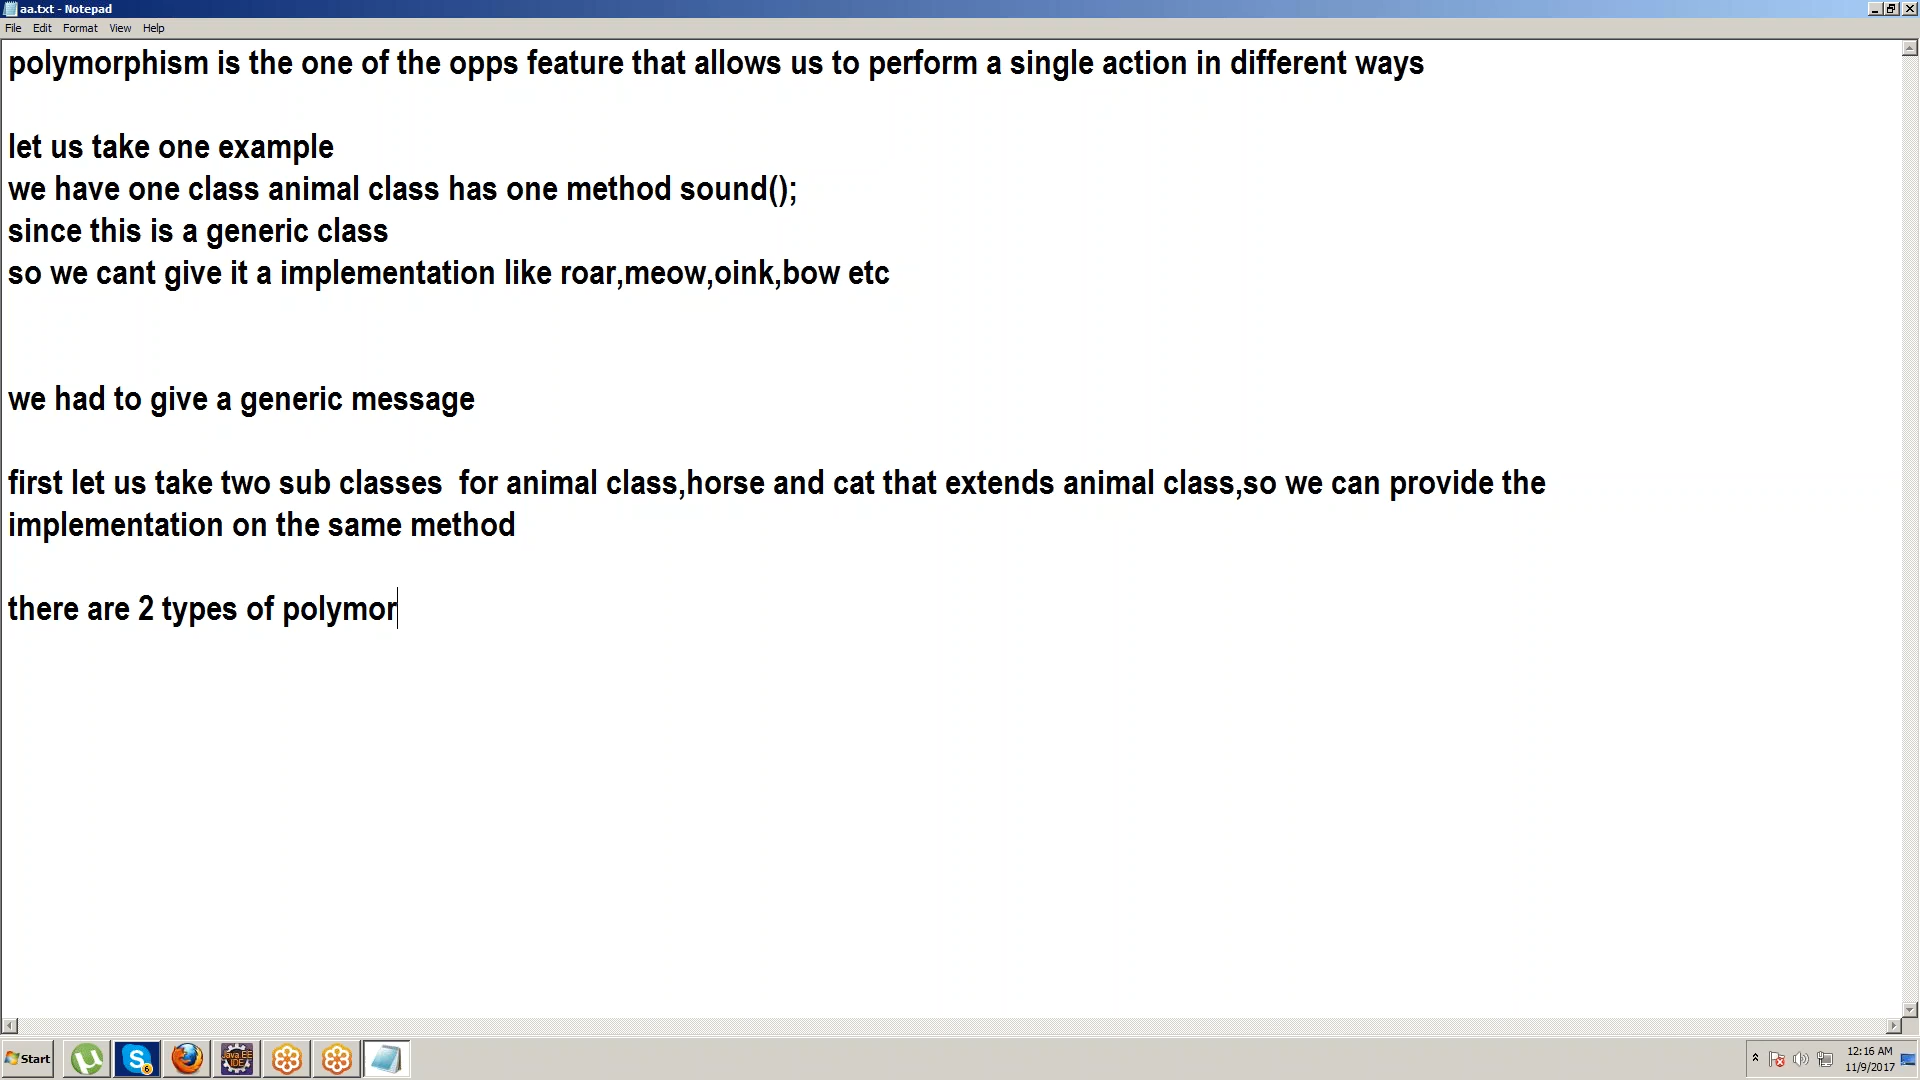 aa.txt - Notepad
File Edit Format View Help
polymorphism is the one of the opps feature that allows us to perform a single action in different ways
let us take one example
we have one class animal class has one method sound();
since this is a generic class
so we cant give it a implementation like roar,meow,oink,bow etc
we had to give a generic message
first let us take two sub classes  for animal class,horse and cat that extends animal class,so we can provide the
implementation on the same method
there are 2 types of polymor
Start
Java EE
IDE
6
12:16 AM
11/9/2017